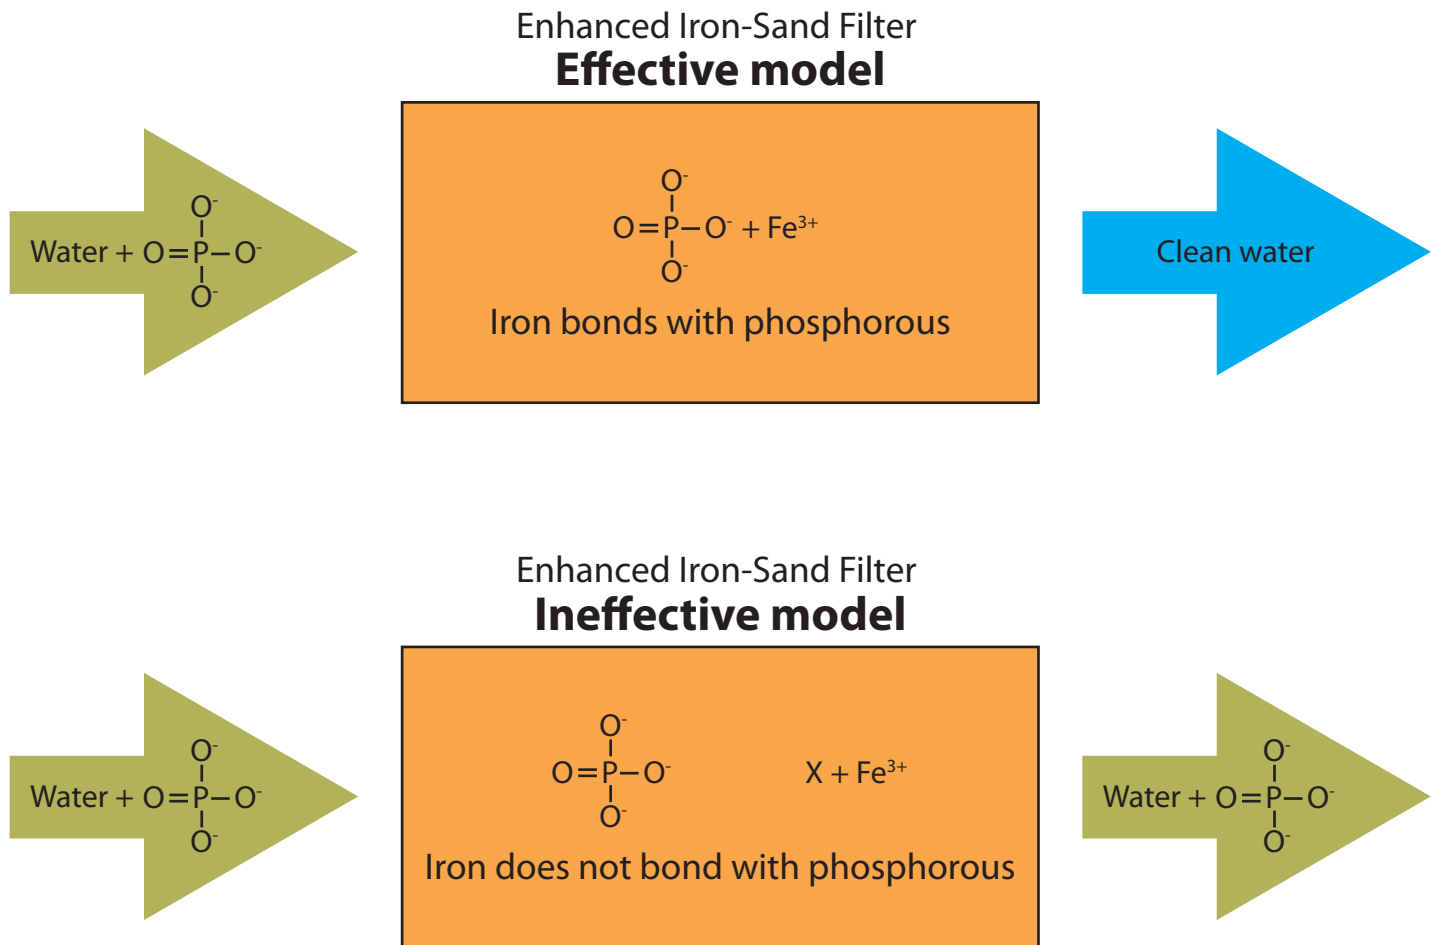 Enhanced Iron-Sand Filter
Effective model
O-
Water + O=P-O-
O-
O-
O=P-O- + Fe3+
O-
Iron bonds with phosphorous
Clean water
Enhanced Iron-Sand Filter
Ineffective model
O-
Water + O=P-O-
O-
O-
O=P-O- X + Fe3+
O-
Iron does not bond with phosphorous
O-
Water + O=P-O-
O-